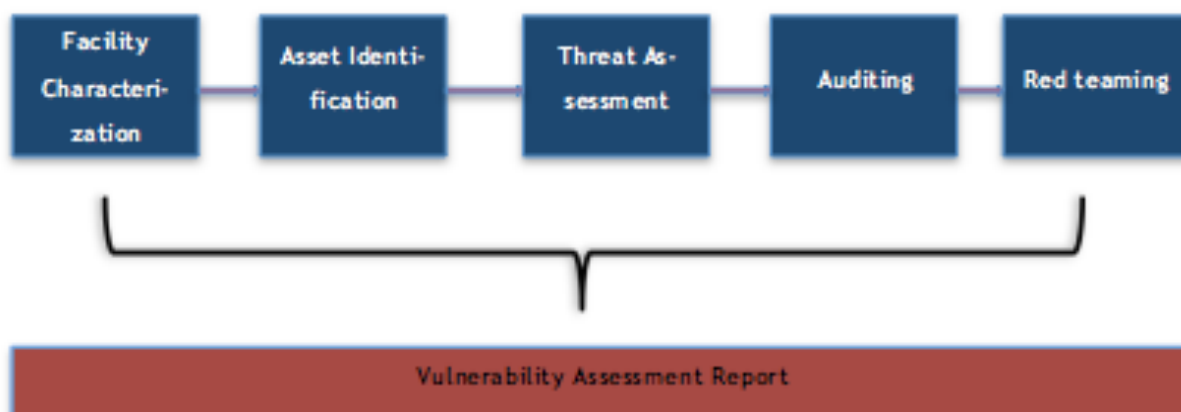 Facility
Characteri-
zation
Asset Identi-
fication
Threat As-
sessment
Auditing
Red teaming
Vulnerability Assessment Report